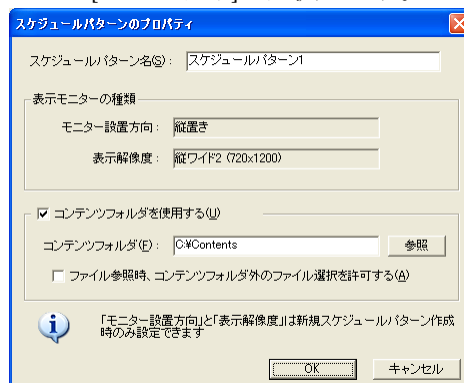 スケジュールパターンのプロパティ
スケジュールパターン名(S): スケジュールパターン1
表示モニターの種類
モニター設置方向: 縦置き
表示解像度: 縦ワイド2 (720x1200)
コンテンツフォルダを使用する(U)
コンテンツフォルダ(F): C:¥Contents 参照
ファイル参照時、コンテンツフォルダ外のファイル選択を許可する(A)
「モニター設置方向」と「表示解像度」は新規スケジュールパターン作成
時のみ設定できます
OK キャンセル